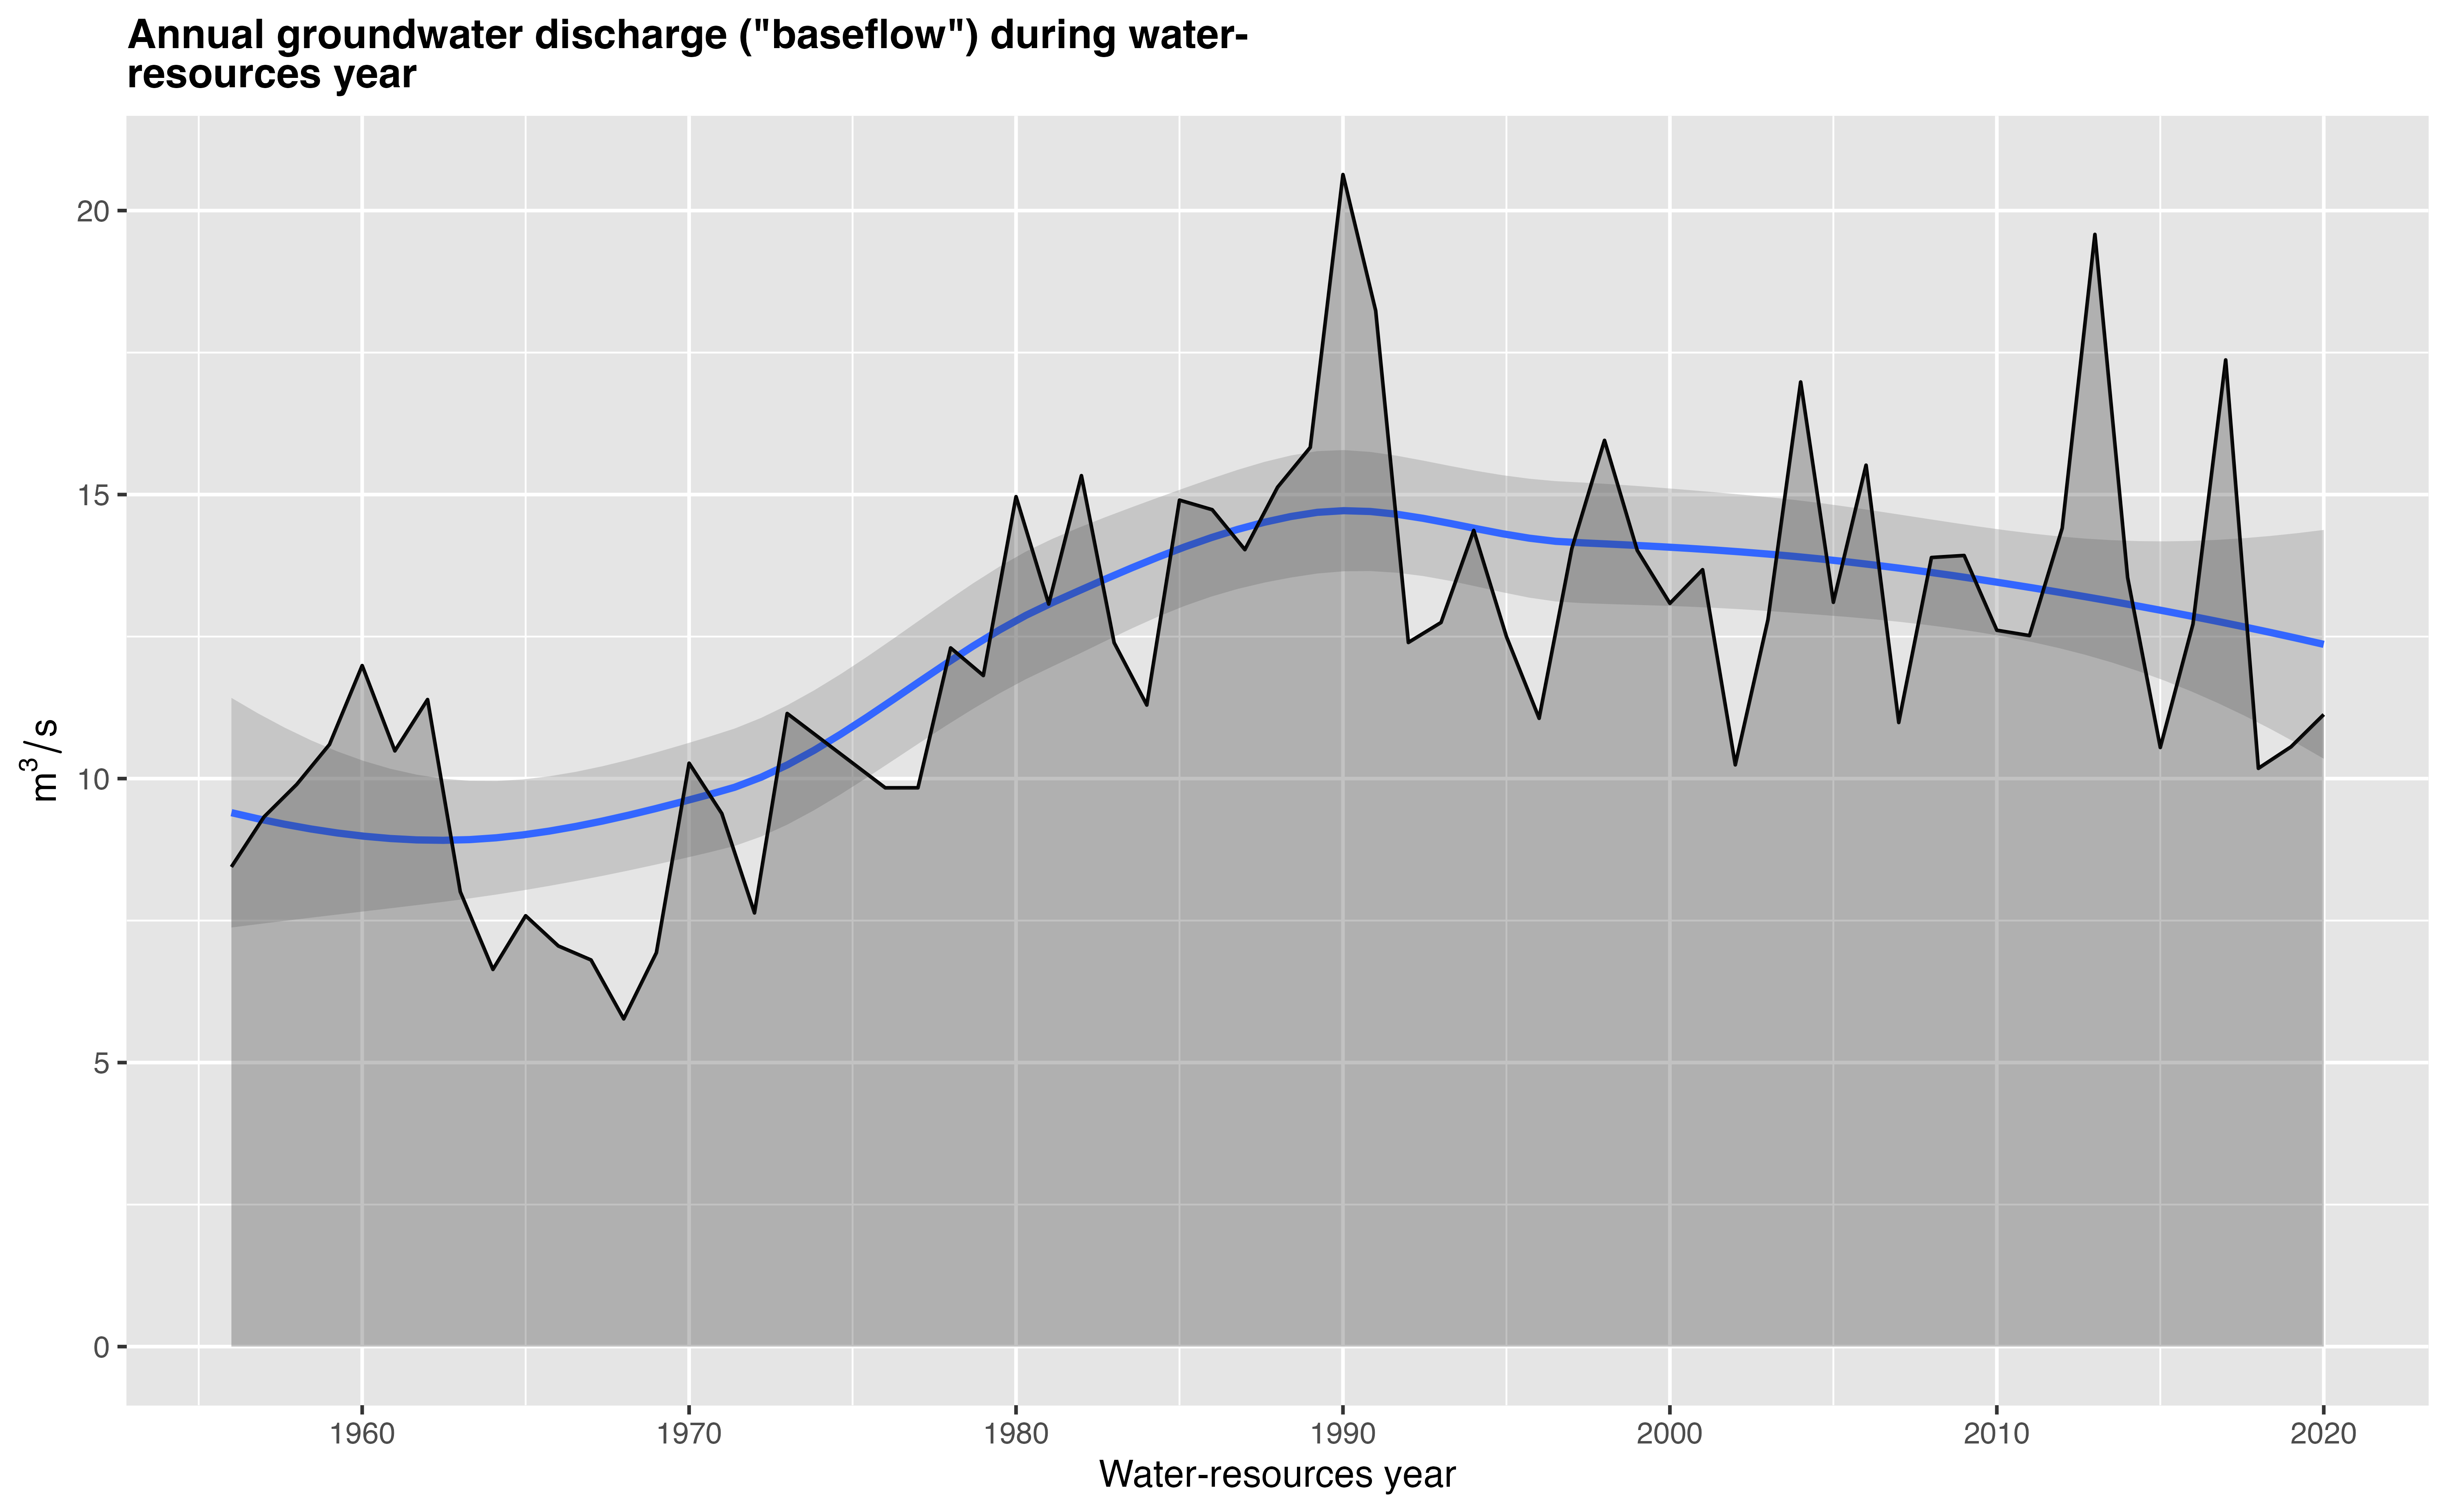 Annual groundwater discharge ("baseflow") during water-
resources year
20
15
10
5
0
m³/s
1960 1970 1980 1990 2000 2010 2020
Water-resources year